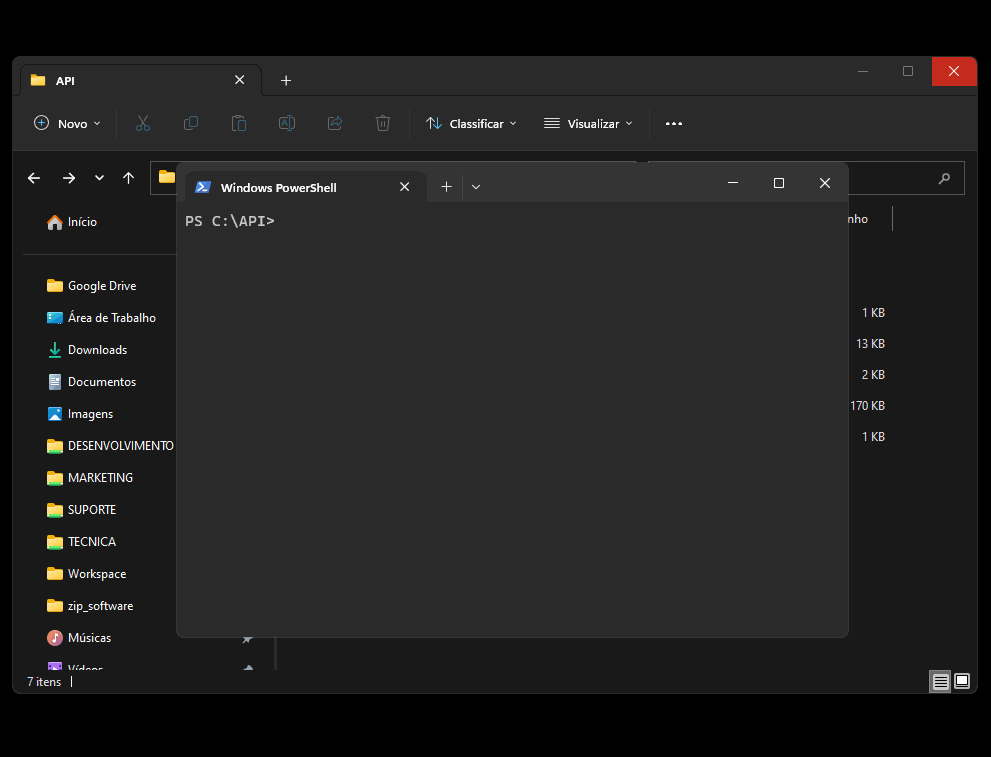 API
Novo
Classificar
Visualizar
Windows PowerShell
PS C:\API>
Início
nho
Google Drive
Área de Trabalho
1 KB
Downloads
13 KB
Documentos
2 KB
Imagens
170 KB
DESENVOLVIMENTO
1 KB
MARKETING
SUPORTE
TECNICA
Workspace
zip_software
Músicas
Vídeos
7 itens